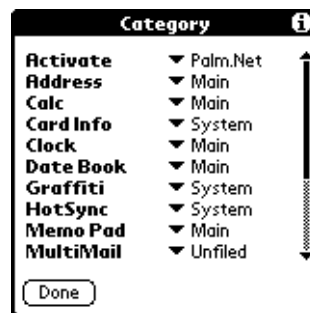 Category
Activate Palm.Net
Address Main
Calc Main
Card Info System
Clock Main
Date Book Main
Graffiti System
HotSync System
Memo Pad Main
MultiMail Unfiled
Done